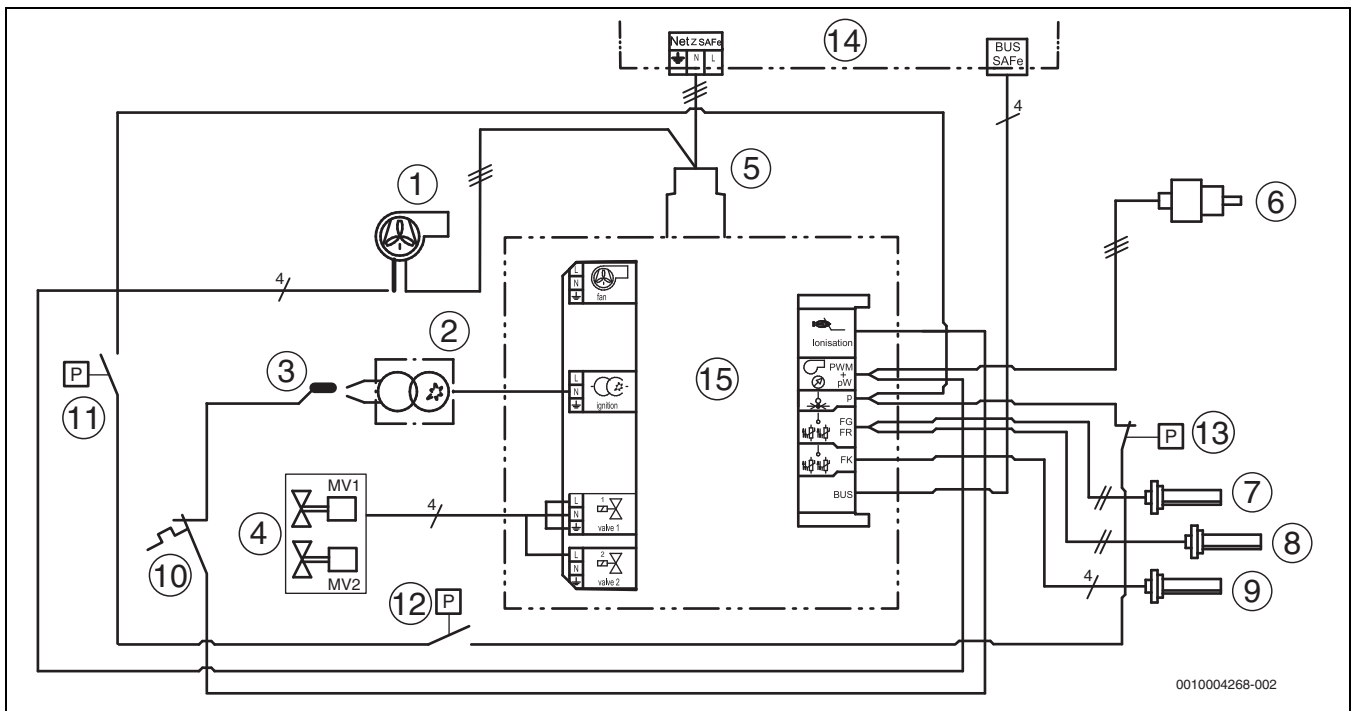 Netz SAFe
N L
14
BUS
SAFe
4
5
1
6
L
N
fan
4
2
15
Ionisation
PWM
+
pW
P
11
3
L
N
ignition
P
FG
FR
FK
BUS
P
13
7
MV1
4
MV2
4
L
N
1
valve 1
L
N
2
valve 2
8
10
12
P
4
9
0010004268-002